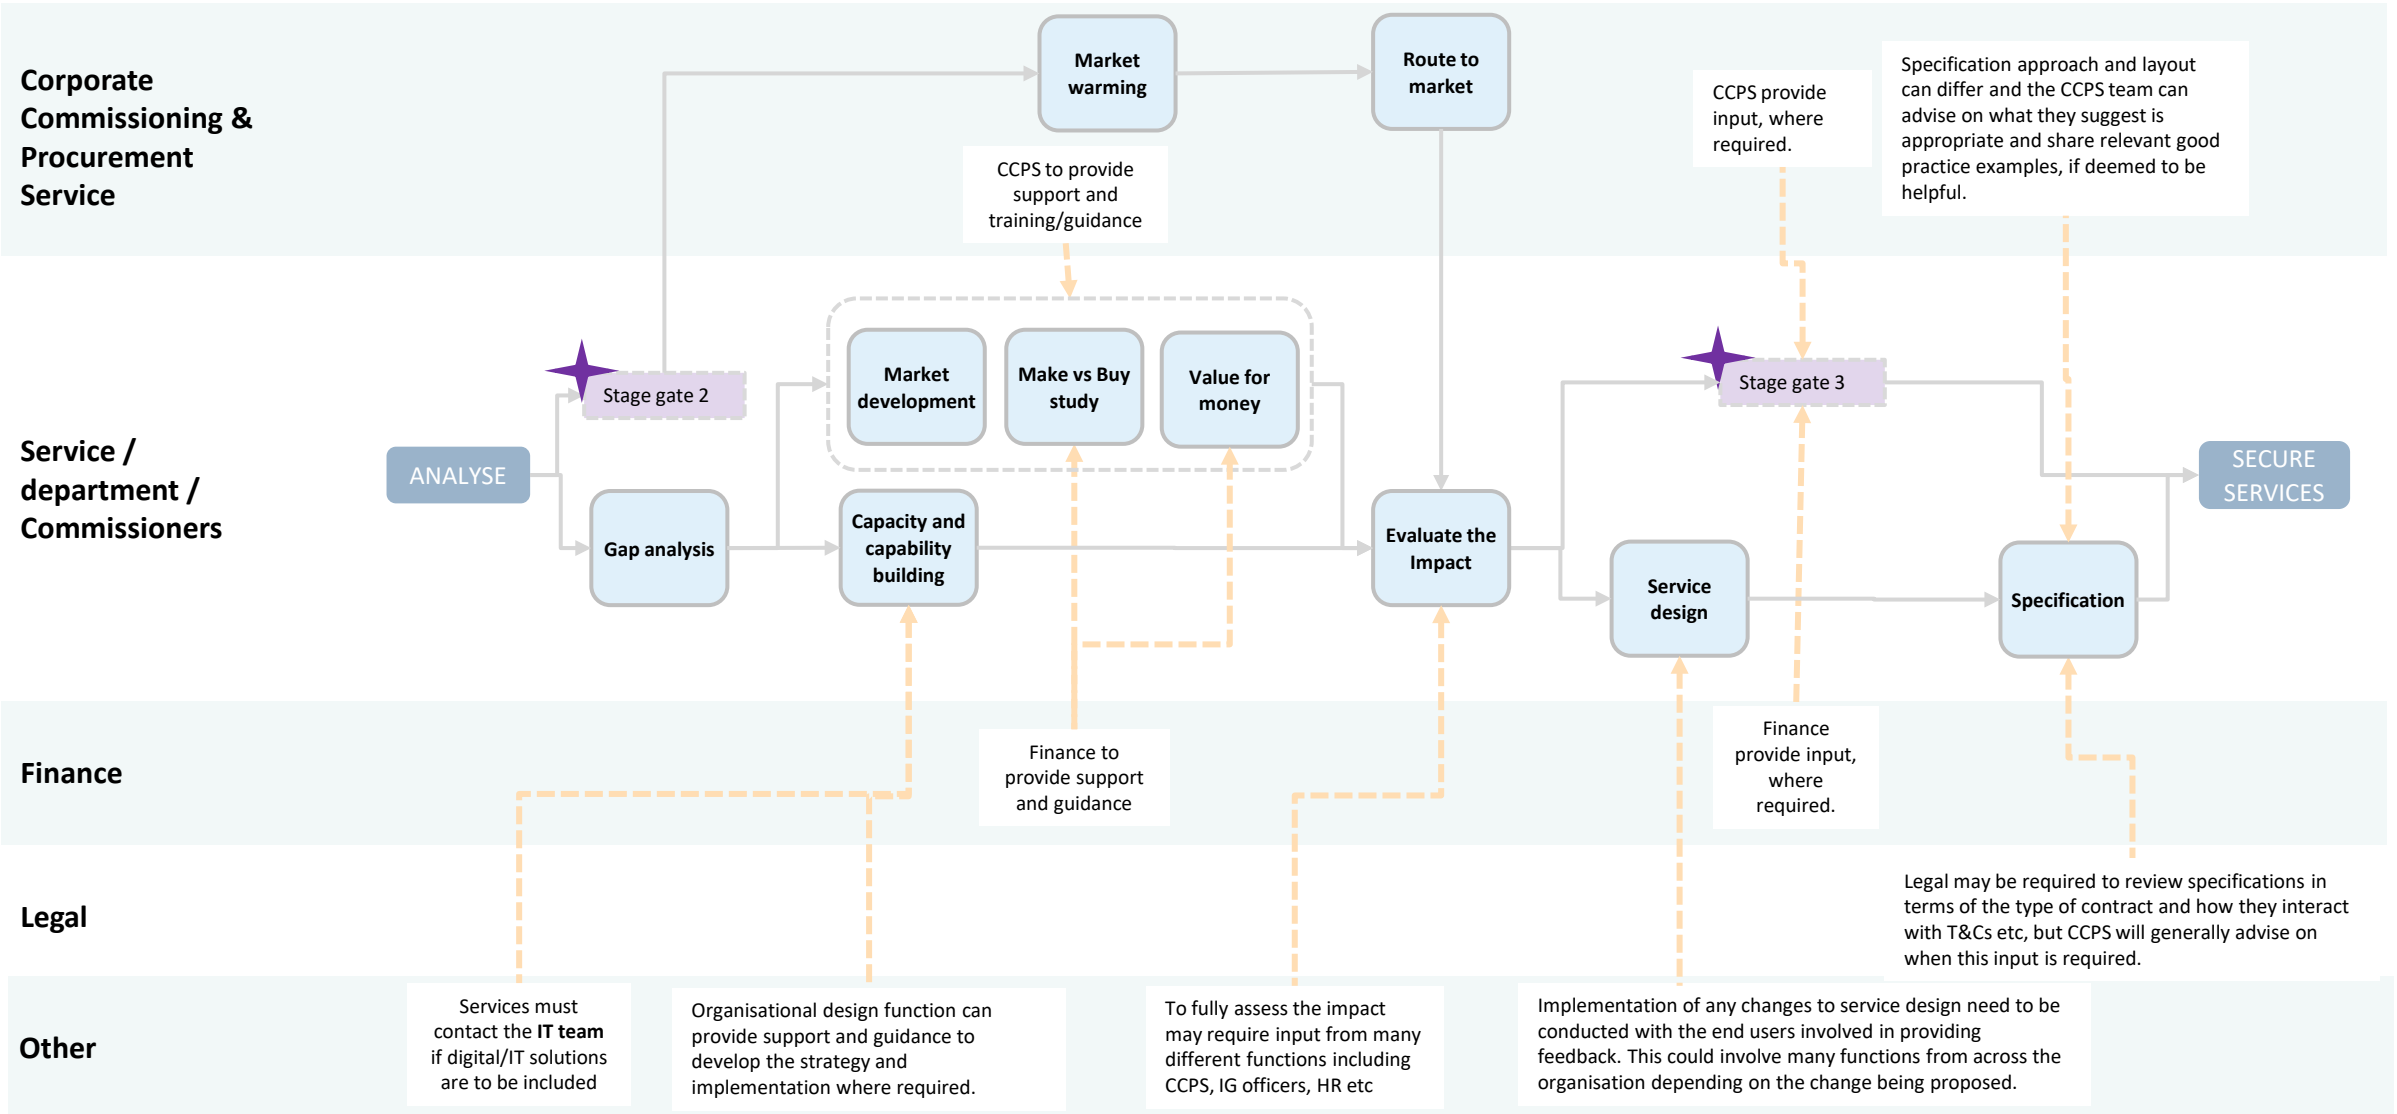 Corporate
Commissioning &
Procurement
Service
Market
warming
Route to
market
CCPS to provide
support and
training/guidance
CCPS provide
input, where
required.
Specification approach and layout
can differ and the CCPS team can
advise on what they suggest is
appropriate and share relevant good
practice examples, if deemed to be
helpful.
Service /
department /
Commissioners
ANALYSE
Stage gate 2
Gap analysis
Market
development
Make vs Buy
study
Value for
money
Capacity and
capability
building
Evaluate the
Impact
Stage gate 3
Service
design
Specification
SECURE
SERVICES
Finance
Finance to
provide support
and guidance
Finance
provide input,
where
required.
Legal
Legal may be required to review specifications in
terms of the type of contract and how they interact
with T&Cs etc, but CCPS will generally advise on
when this input is required.
Other
Services must
contact the IT team
if digital/IT solutions
are to be included
Organisational design function can
provide support and guidance to
develop the strategy and
implementation where required.
To fully assess the impact
may require input from many
different functions including
CCPS, IG officers, HR etc
Implementation of any changes to service design need to be
conducted with the end users involved in providing
feedback. This could involve many functions from across the
organisation depending on the change being proposed.